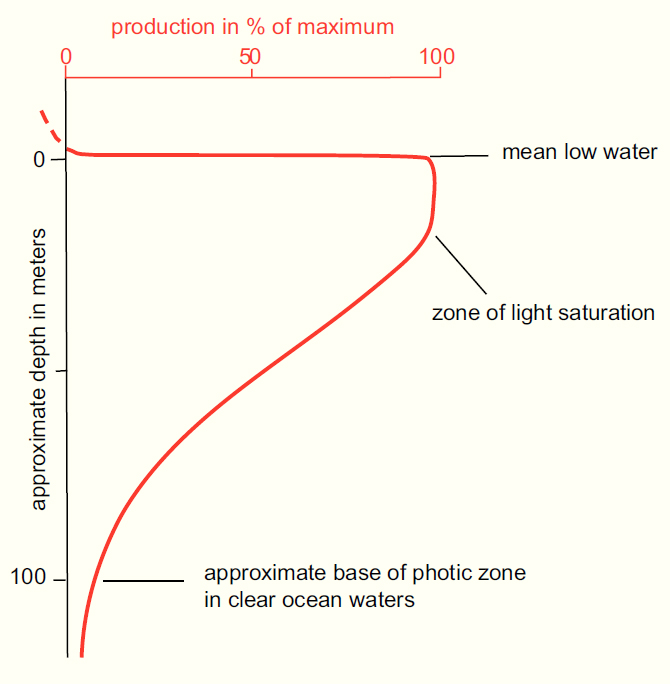 production in % of maximum
0 50 100
0
mean low water
zone of light saturation
approximate depth in meters
100
approximate base of photic zone
in clear ocean waters